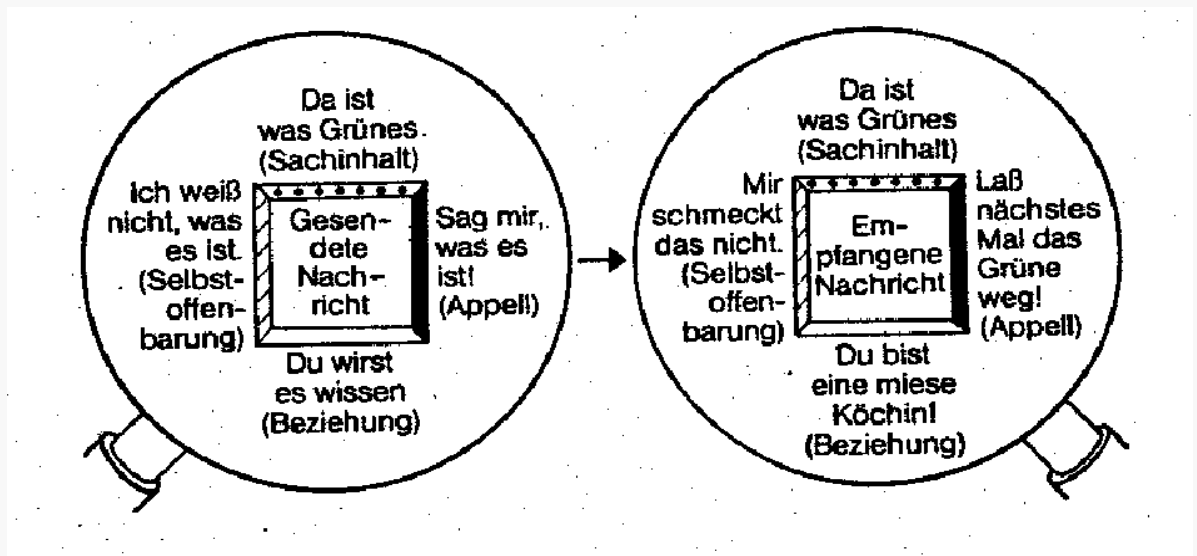 Da ist
was Grünes.
(Sachinhalt)
Ich weiß
nicht, was
es ist.
(Selbst-
offen-
barung)
Gesen-
dete
Nach-
richt
Sag mir,
was es
ist!
(Appell)
Du wirst
es wissen
(Beziehung)
Da ist
was Grünes
(Sachinhalt)
Mir
schmeckt
das nicht.
(Selbst-
offen-
barung)
Em-
pfangene
Nachricht
Laß
nächstes
Mal das
Grüne
weg!
(Appell)
Du bist
eine miese
Köchin!
(Beziehung)